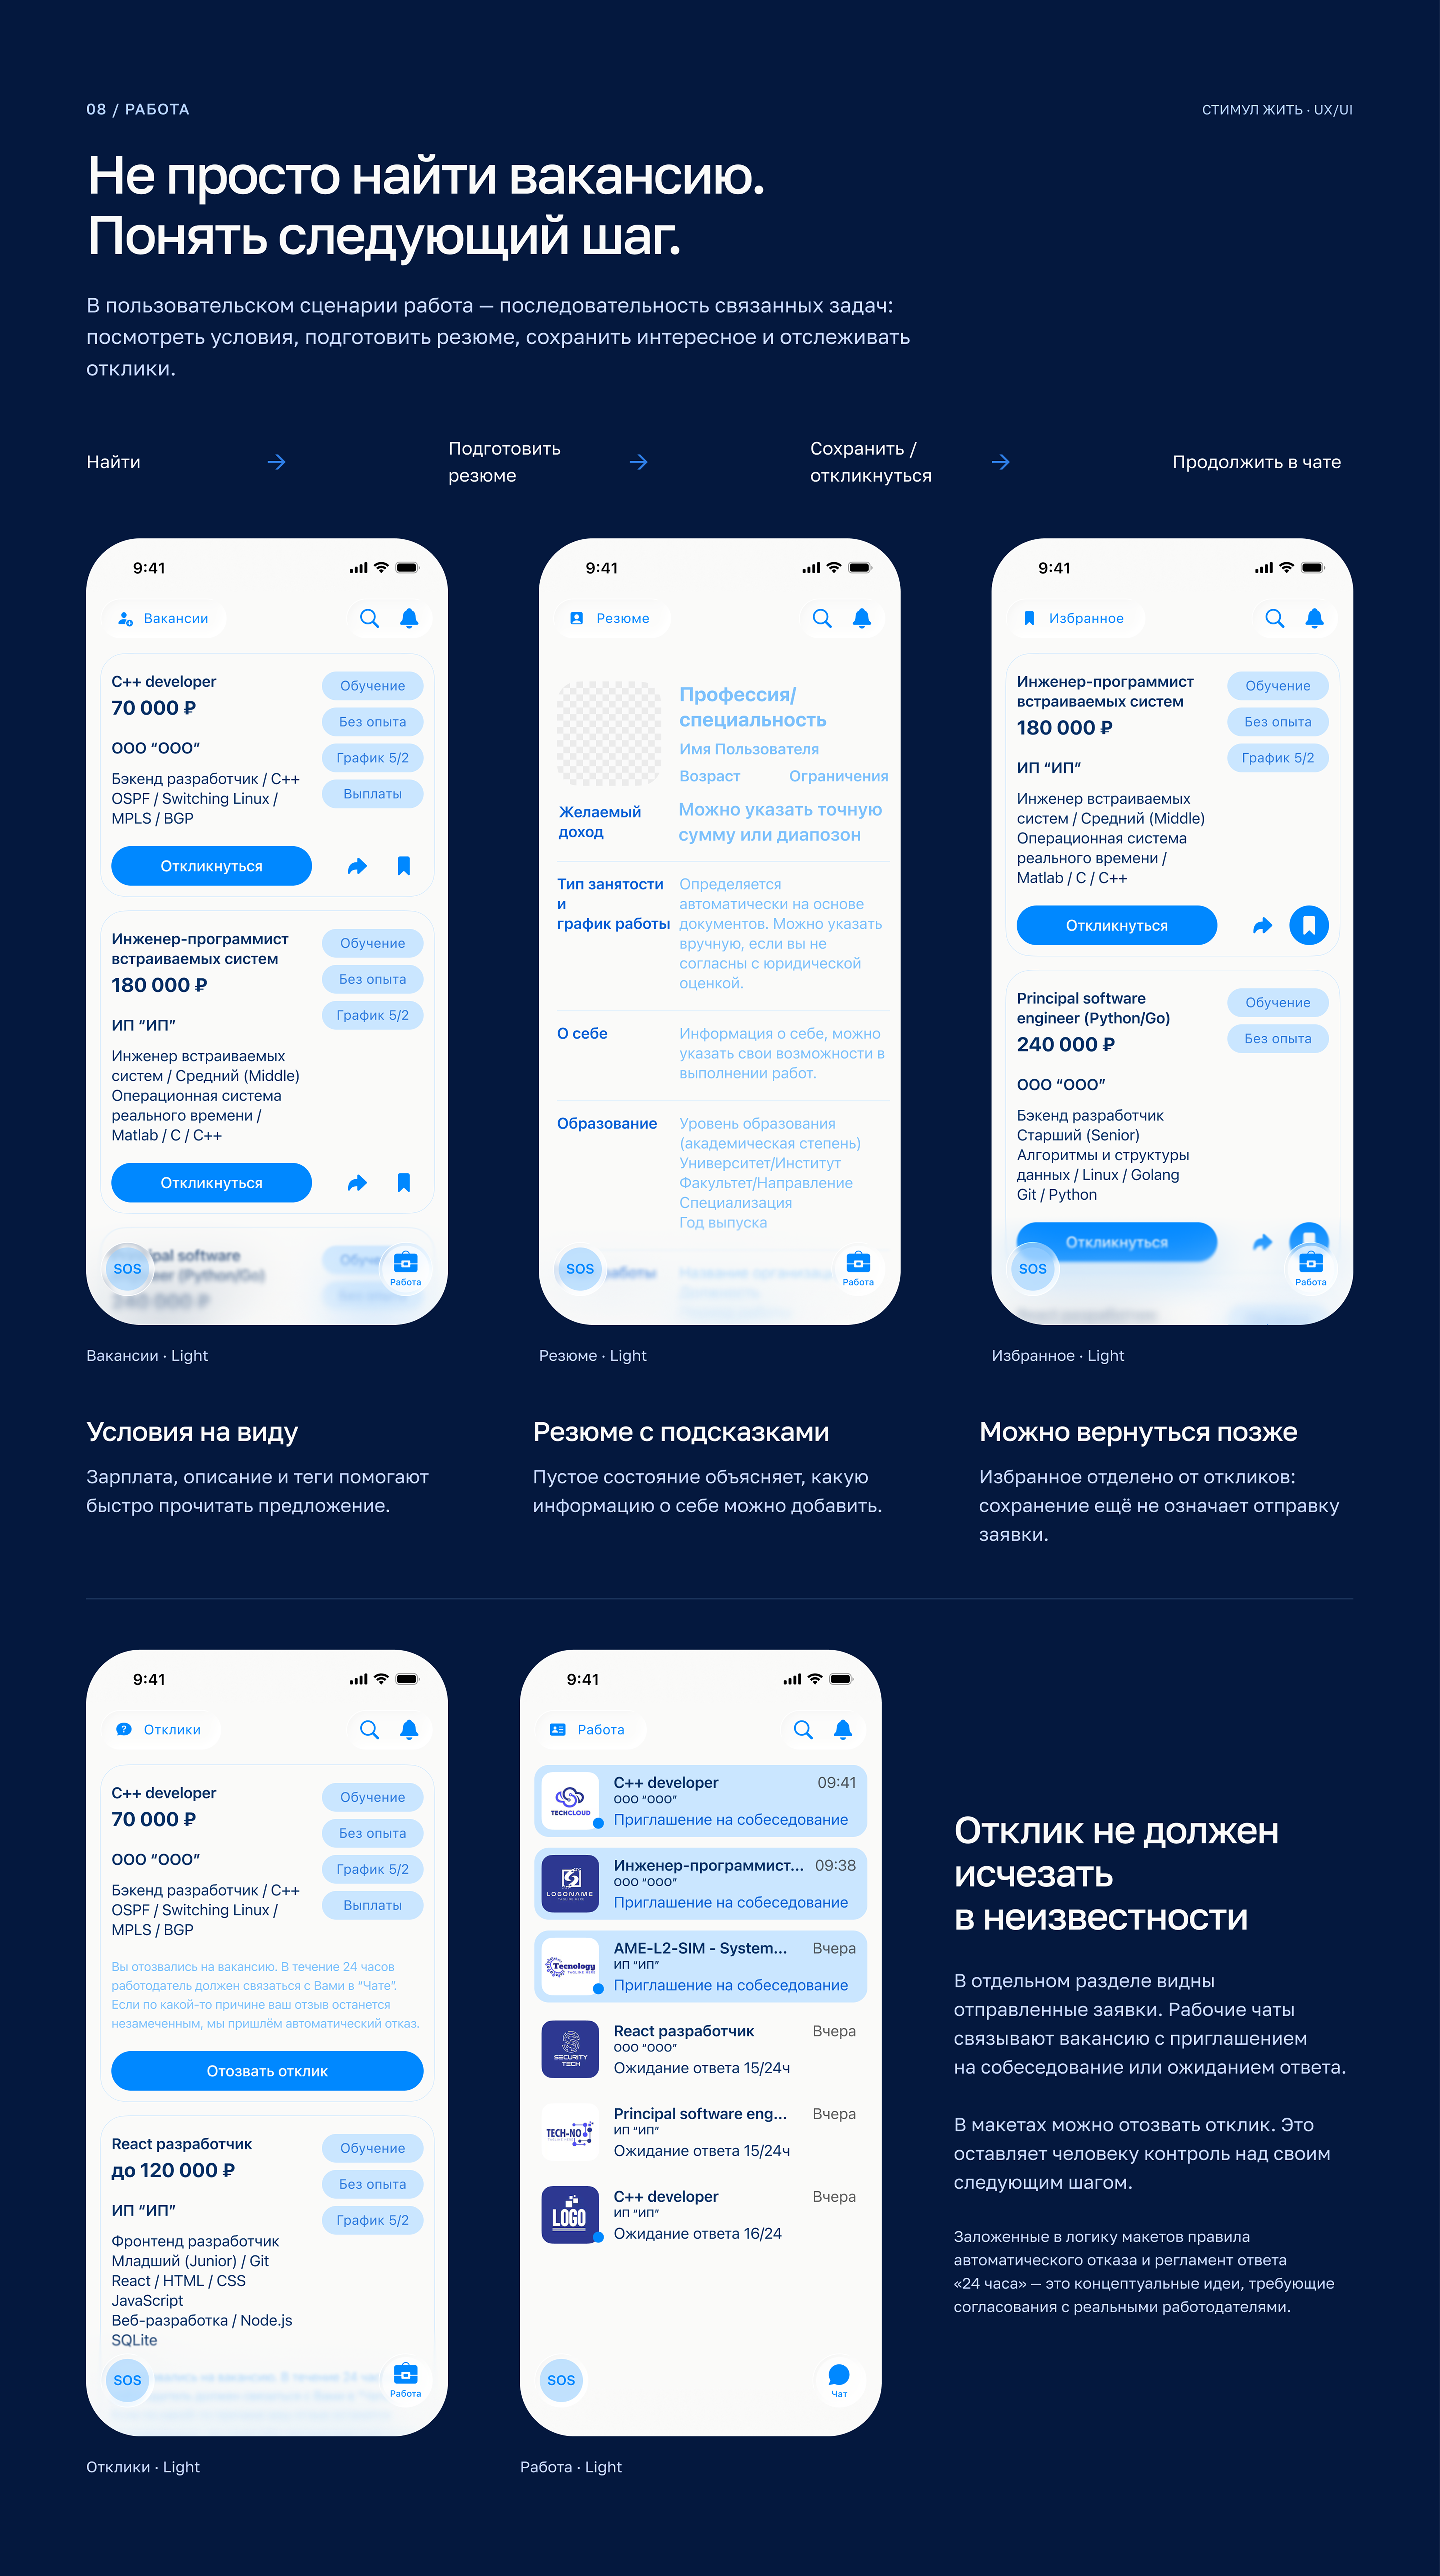 08 / РАБОТА
СТИМУЛ ЖИТЬ · UX/UI
Не просто найти вакансию.
Понять следующий шаг.
В пользовательском сценарии работа — последовательность связанных задач:
посмотреть условия, подготовить резюме, сохранить интересное и отслеживать
отклики.
Найти
→
Подготовить
резюме
→
Сохранить /
откликнуться
→
Продолжить в чате
9:41
Вакансии
C++ developer
70 000 ₽
ООО “ООО”
Бэкенд разработчик / C++
OSPF / Switching Linux /
MPLS / BGP
Обучение
Без опыта
График 5/2
Выплаты
Откликнуться
Инженер-программист
встраиваемых систем
180 000 ₽
ИП “ИП”
Инженер встраиваемых
систем / Средний (Middle)
Операционная система
реального времени /
Matlab / C / C++
Обучение
Без опыта
График 5/2
Откликнуться
SOS
Работа
9:41
Резюме
Профессия/
специальность
Имя Пользователя
Возраст
Ограничения
Желаемый
доход
Можно указать точную
сумму или диапозон
Тип занятости
и
график работы
Определяется
автоматически на основе
документов. Можно указать
вручную, если вы не
согласны с юридической
оценкой.
О себе
Информация о себе, можно
указать свои возможности в
выполнении работ.
Образование
Уровень образования
(академическая степень)
Университет/Институт
Факультет/Направление
Специализация
Год выпуска
SOS
Работа
9:41
Избранное
Инженер-программист
встраиваемых систем
180 000 ₽
ИП “ИП”
Инженер встраиваемых
систем / Средний (Middle)
Операционная система
реального времени /
Matlab / C / C++
Обучение
Без опыта
График 5/2
Откликнуться
Principal software
engineer (Python/Go)
240 000 ₽
ООО “ООО”
Бэкенд разработчик
Старший (Senior)
Алгоритмы и структуры
данных / Linux / Golang
Git / Python
Обучение
Без опыта
Откликнуться
SOS
Работа
Вакансии · Light
Резюме · Light
Избранное · Light
Условия на виду
Зарплата, описание и теги помогают
быстро прочитать предложение.
Резюме с подсказками
Пустое состояние объясняет, какую
информацию о себе можно добавить.
Можно вернуться позже
Избранное отделено от откликов:
сохранение ещё не означает отправку
заявки.
9:41
Отклики
C++ developer
70 000 ₽
ООО “ООО”
Бэкенд разработчик / C++
OSPF / Switching Linux /
MPLS / BGP
Обучение
Без опыта
График 5/2
Выплаты
Вы отозвались на вакансию. В течение 24 часов
работодатель должен связаться с Вами в “Чате”.
Если по какой-то причине ваш отзыв останется
незамеченным, мы пришлём автоматический отказ.
Отозвать отклик
React разработчик
до 120 000 ₽
ИП “ИП”
Фронтенд разработчик
Младший (Junior) / Git
React / HTML / CSS
JavaScript
Веб-разработка / Node.js
SQLite
Обучение
Без опыта
График 5/2
SOS
Работа
9:41
Работа
TECHCLOUD
C++ developer
09:41
ООО “ООО”
Приглашение на собеседование
LOGONAME
Инженер-программист...
09:38
ООО “ООО”
Приглашение на собеседование
Tecnology
AME-L2-SIM - System...
Вчера
ИП “ИП”
Приглашение на собеседование
SECURITY
TECH
React разработчик
Вчера
ООО “ООО”
Ожидание ответа 15/24ч
TECH-NO
Principal software eng...
Вчера
ИП “ИП”
Ожидание ответа 15/24ч
LOGO
C++ developer
Вчера
ИП “ИП”
Ожидание ответа 16/24
SOS
Чат
Отклик не должен
исчезать
в неизвестности
В отдельном разделе видны
отправленные заявки. Рабочие чаты
связывают вакансию с приглашением
на собеседование или ожиданием ответа.
В макетах можно отозвать отклик. Это
оставляет человеку контроль над своим
следующим шагом.
Заложенные в логику макетов правила
автоматического отказа и регламент ответа
«24 часа» — это концептуальные идеи, требующие
согласования с реальными работодателями.
Отклики · Light
Работа · Light